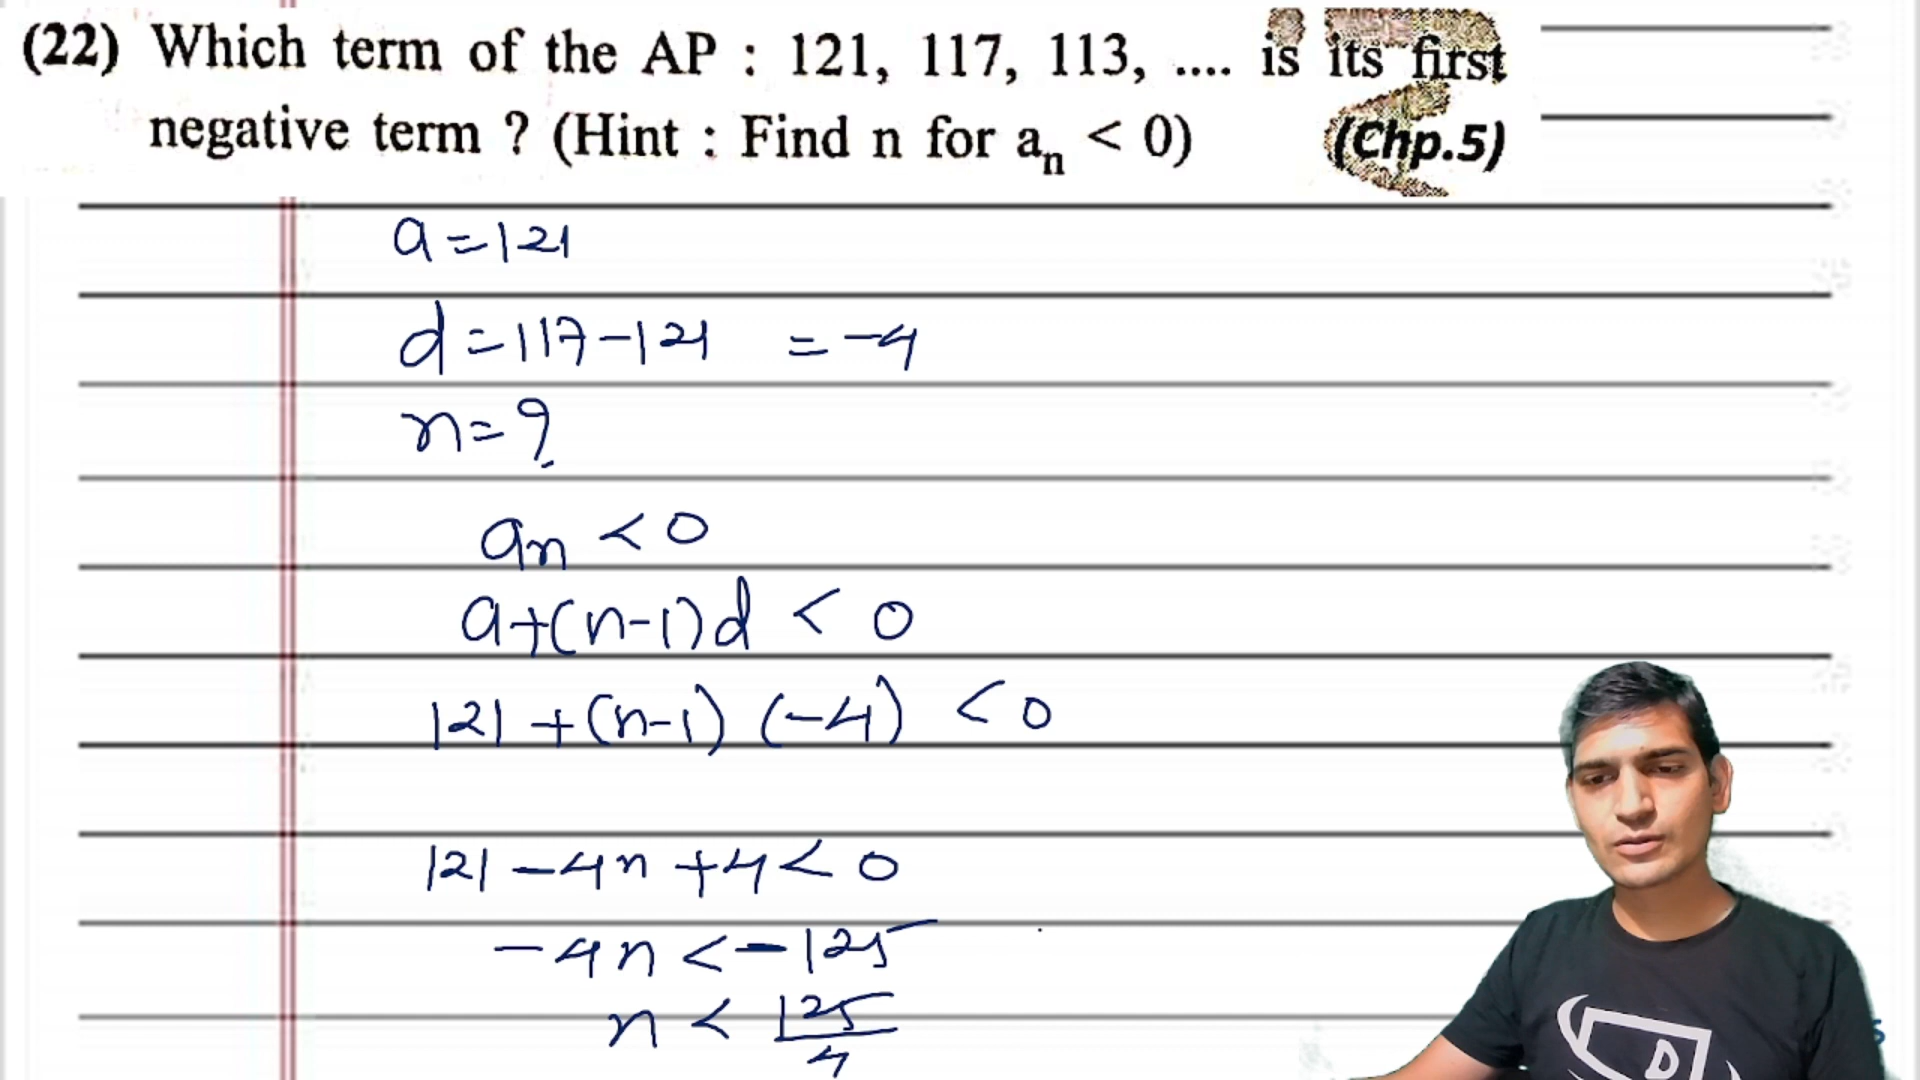 (22) Which term of the AP : 121, 117, 113, .... is its first
negative term ? (Hint : Find n for aₙ < 0) (Chp.5)
a = 121
d = 117 - 121 = -4
n = ?
aₙ < 0
a + (n-1)d < 0
121 + (n-1) (-4) < 0
121 - 4n + 4 < 0
-4n < -125
n < 125/4
D